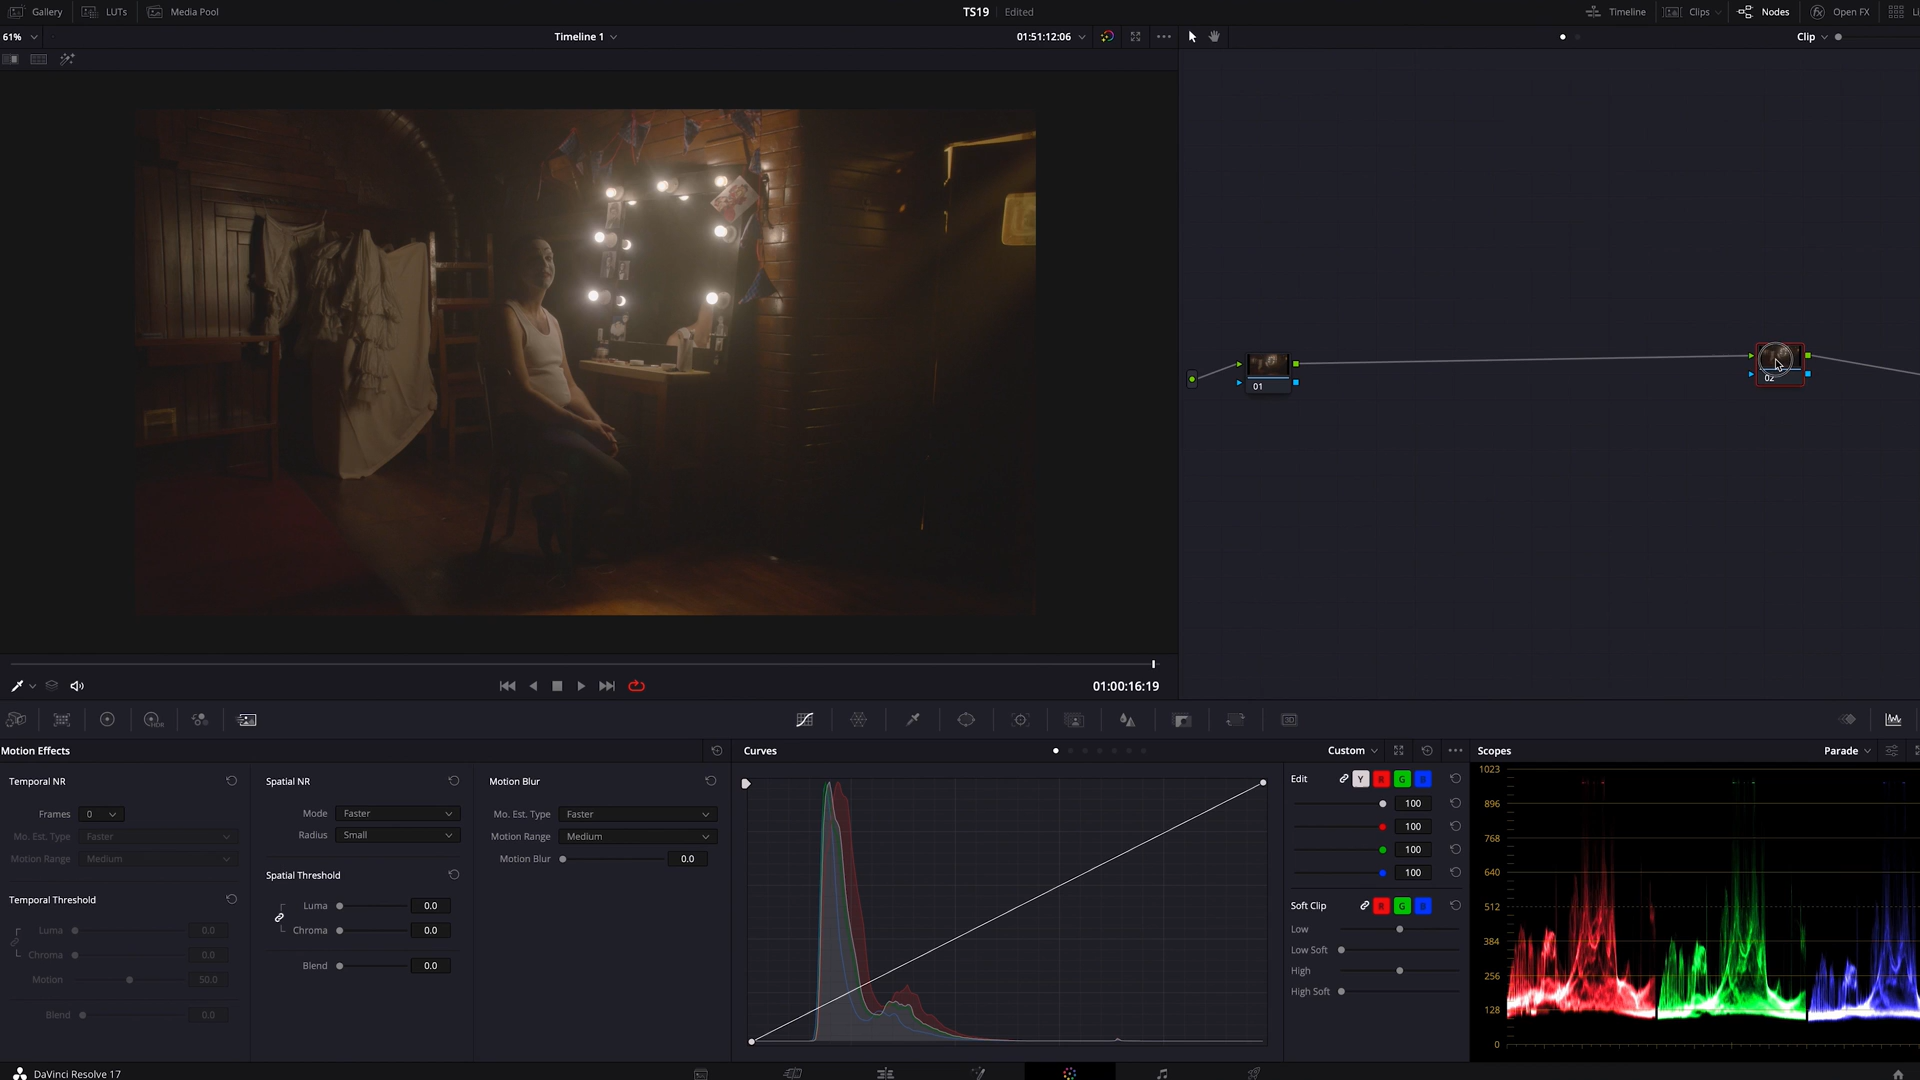 Gallery LUTs Media Pool TS19 Edited Timeline Clips Nodes Open FX
61% Timeline 1 01:51:12:06 Clip
01
02
01:00:16:19
HDR
3D
Motion Effects
Temporal NR
Frames 0
Mo. Est. Type Faster
Motion Range Medium
Temporal Threshold
Luma 0.0
Chroma 0.0
Motion 50.0
Blend 0.0
Spatial NR
Mode Faster
Radius Small
Spatial Threshold
Luma 0.0
Chroma 0.0
Blend 0.0
Motion Blur
Mo. Est. Type Faster
Motion Range Medium
Motion Blur 0.0
Curves Custom
Edit Y R G B
100
100
100
100
Soft Clip R G B
Low
Low Soft
High
High Soft
Scopes Parade
1023
896
768
640
512
384
256
128
0
DaVinci Resolve 17